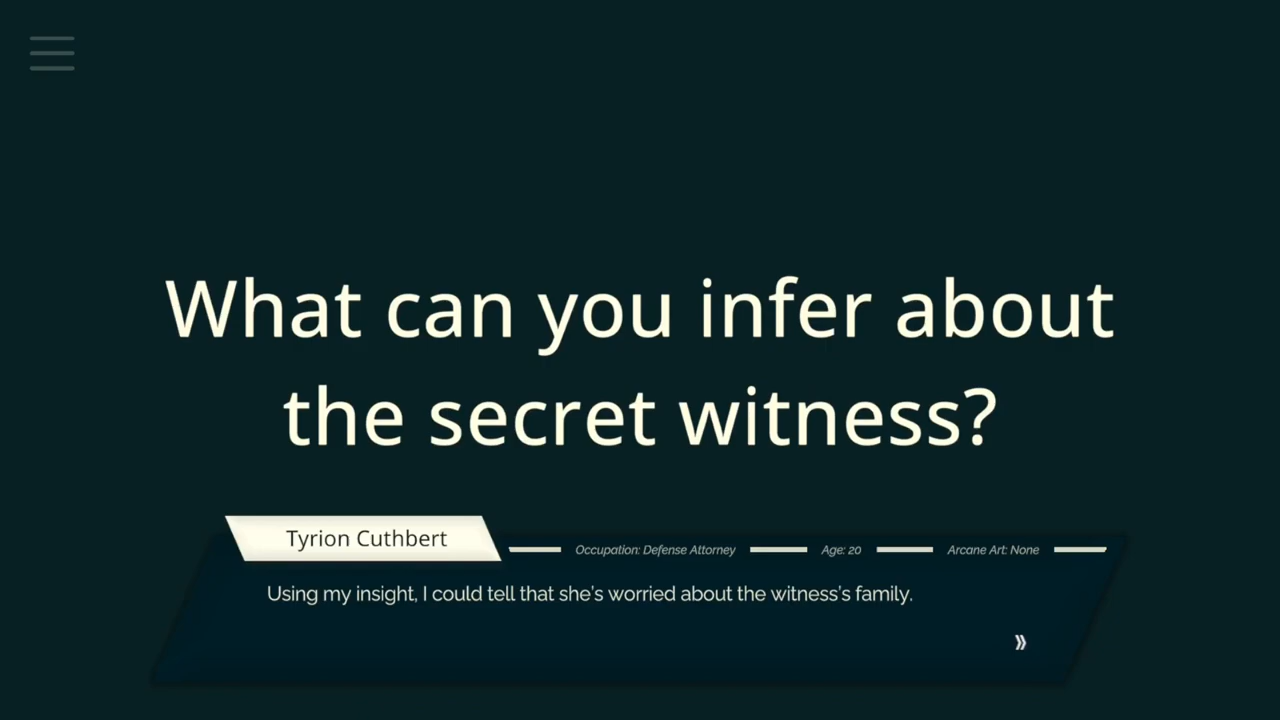 What can you infer about
the secret witness?
Tyrion Cuthbert
Occupation: Defense Attorney Age: 20 Arcane Art: None
Using my insight, I could tell that she's worried about the witness's family.